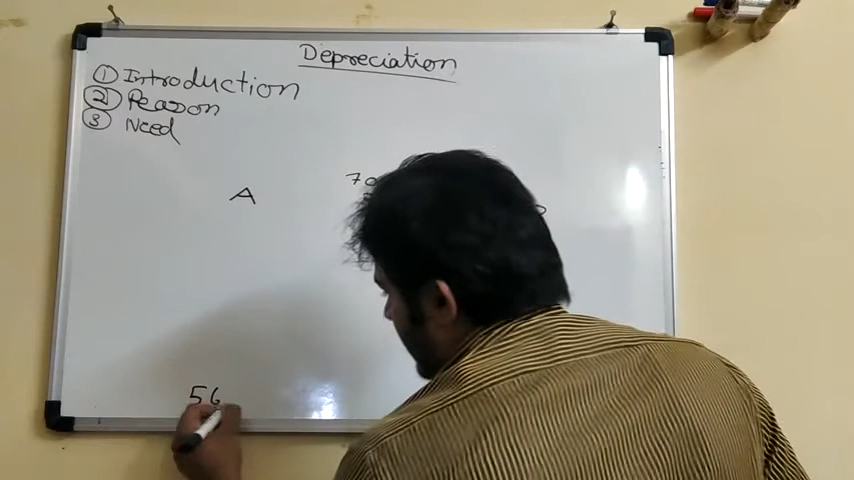 Depreciation
① Introduction
② Reason
③ Need
A
56